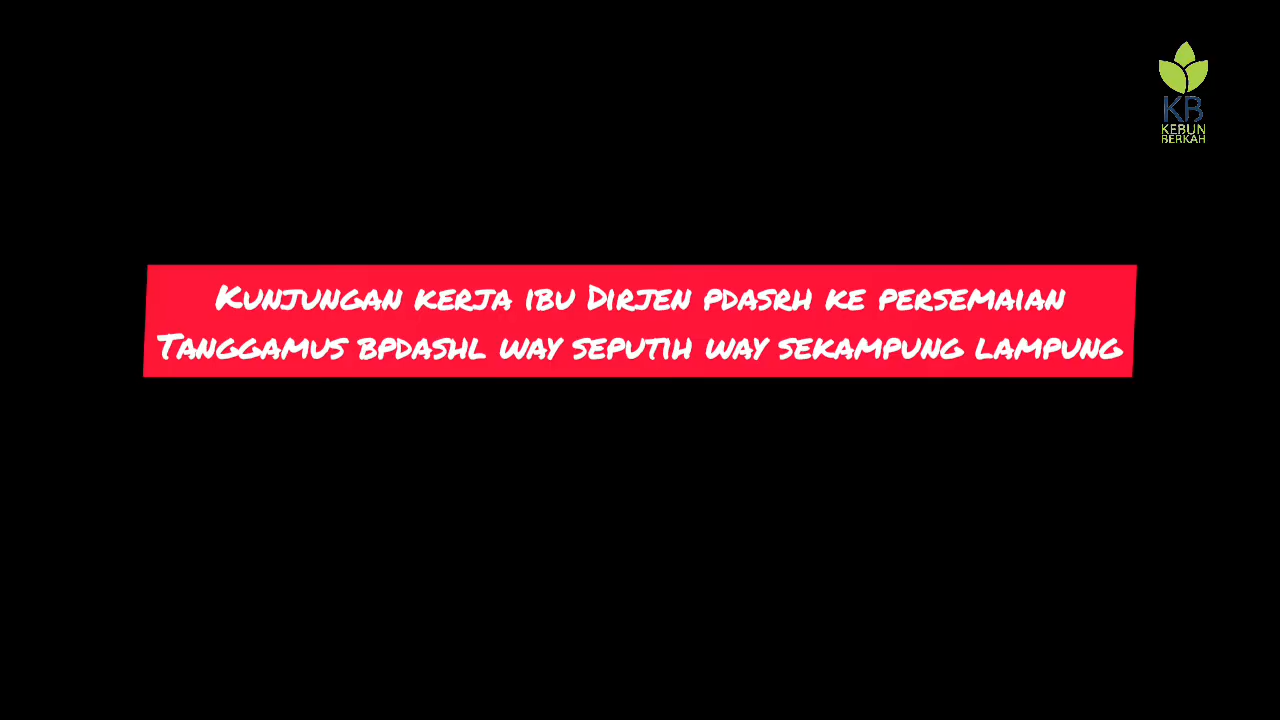 KB
KEBUN
BERKAH
Kunjungan kerja ibu Dirjen pdasrh ke persemaian
Tanggamus bpdashl way seputih way sekampung lampung